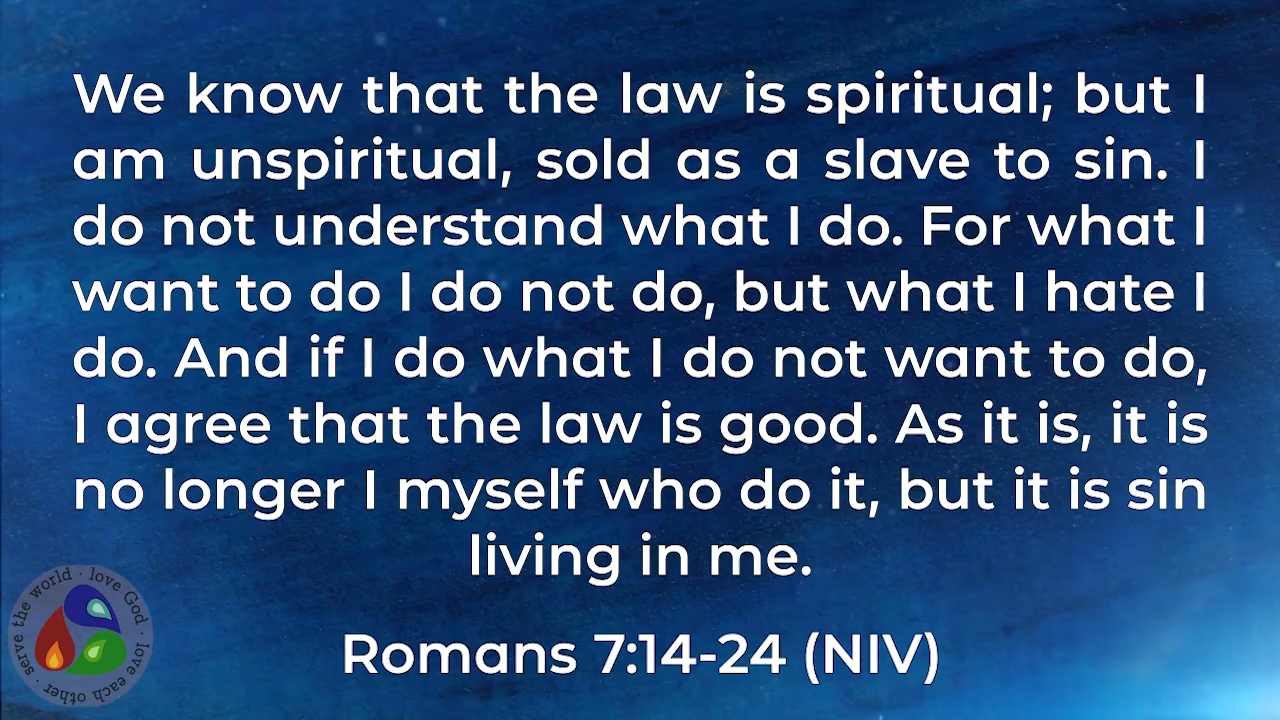 We know that the law is spiritual; but I
am unspiritual, sold as a slave to sin. I
do not understand what I do. For what I
want to do I do not do, but what I hate I
do. And if I do what I do not want to do,
I agree that the law is good. As it is, it is
no longer I myself who do it, but it is sin
living in me.
Romans 7:14-24 (NIV)
love God · love each other · serve the world ·